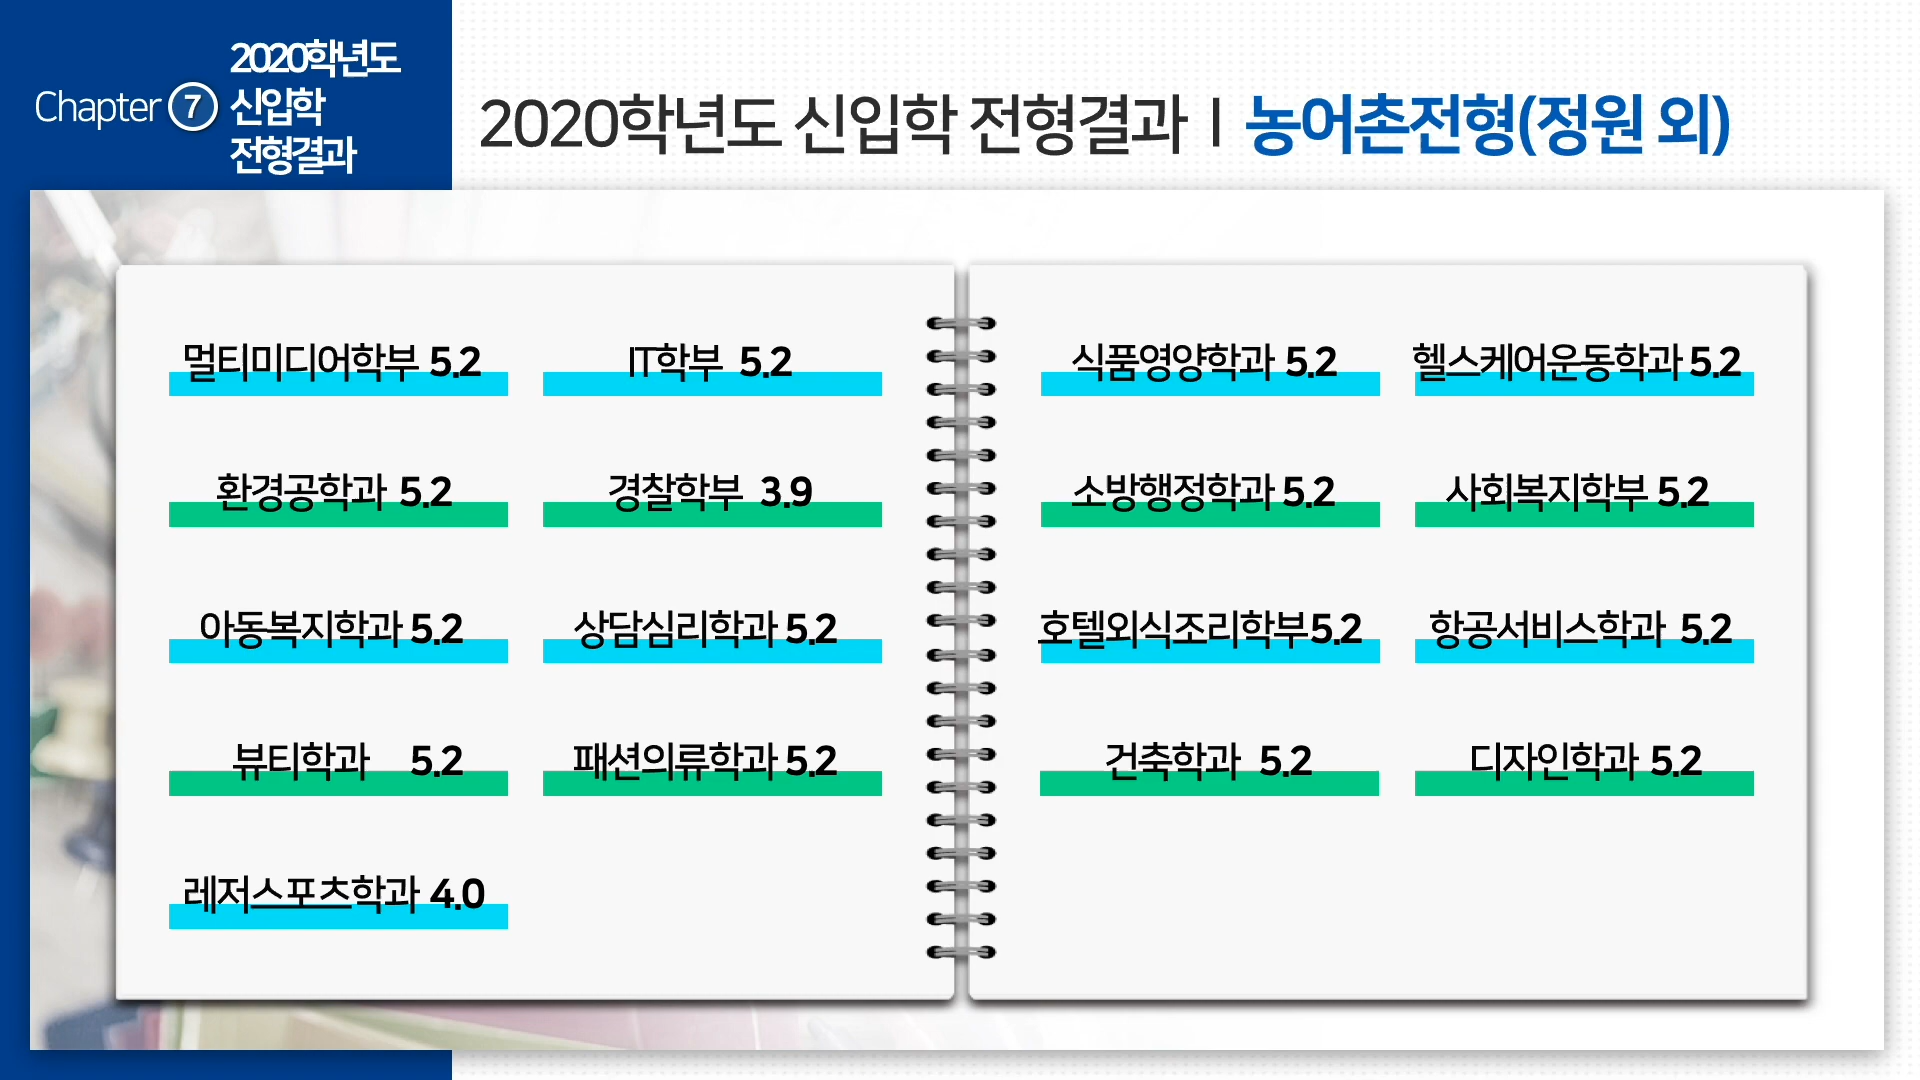 Chapter 7
2020학년도
신입학
전형결과
2020학년도 신입학 전형결과 | 농어촌전형(정원 외)
멀티미디어학부 5.2
IT학부 5.2
환경공학과 5.2
경찰학부 3.9
아동복지학과 5.2
상담심리학과 5.2
뷰티학과 5.2
패션의류학과 5.2
레저스포츠학과 4.0
식품영양학과 5.2
헬스케어운동학과 5.2
소방행정학과 5.2
사회복지학부 5.2
호텔외식조리학부5.2
항공서비스학과 5.2
건축학과 5.2
디자인학과 5.2